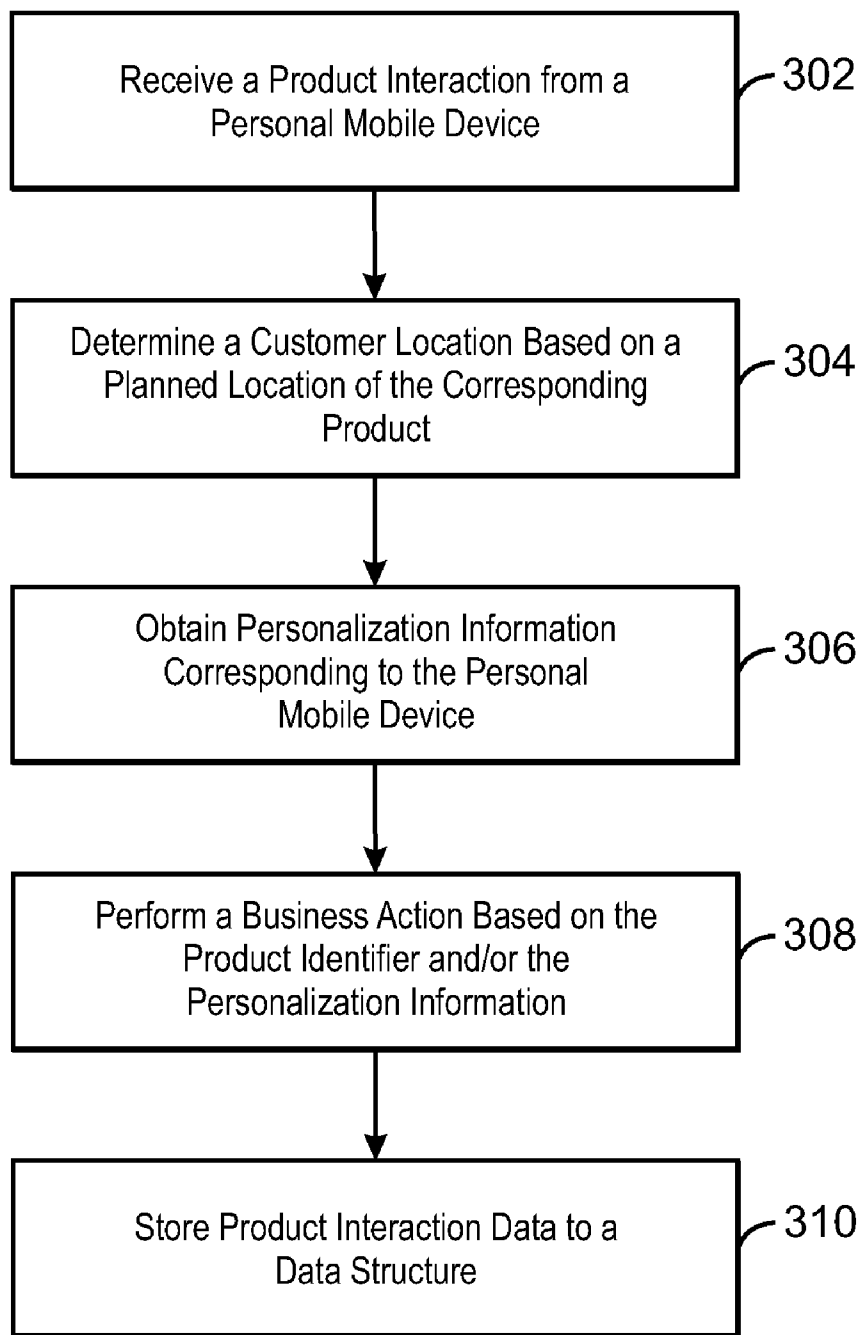 Receive a Product Interaction from a
Personal Mobile Device
302
Determine a Customer Location Based on a
Planned Location of the Corresponding
Product
304
Obtain Personalization Information
Corresponding to the Personal
Mobile Device
306
Perform a Business Action Based on the
Product Identifier and/or the
Personalization Information
308
Store Product Interaction Data to a
Data Structure
310